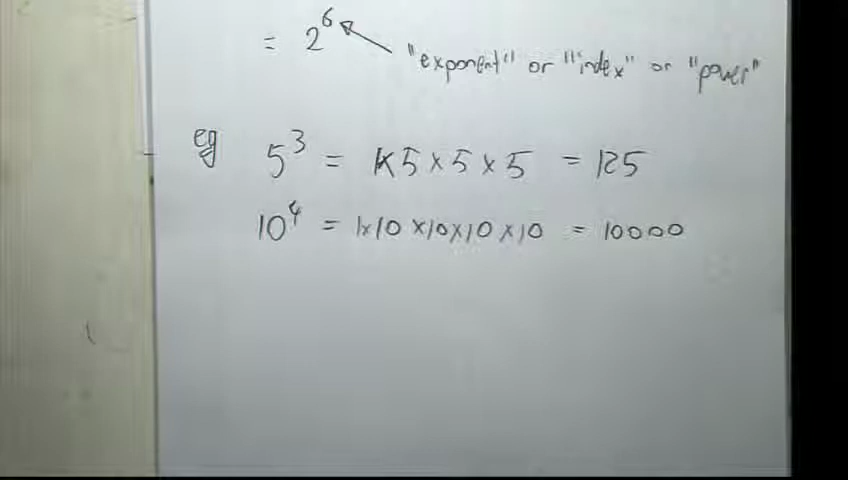 = 2⁶ "exponent" or "index" or "power"
eg 5³ = 1×5×5×5 = 125
10⁴ = 1×10×10×10×10 = 10000